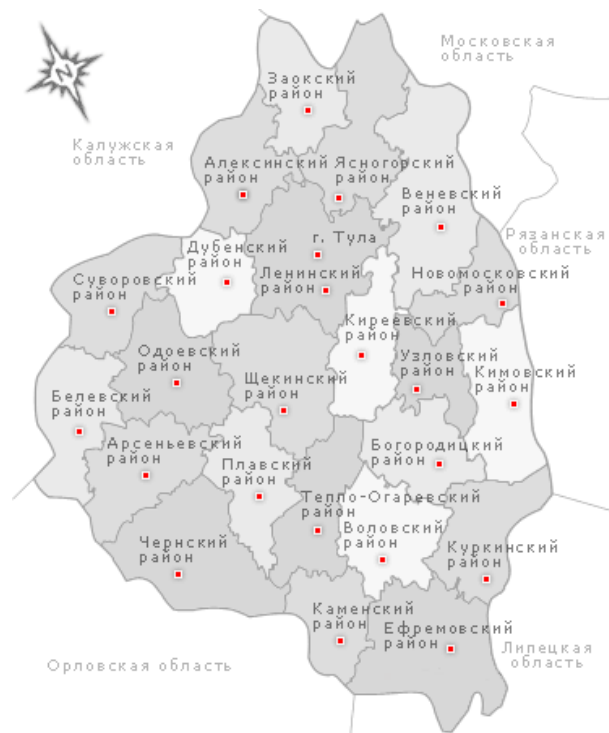 N
Московская
область
Заокский
район
Калужская
область
Алексинский
район
Ясногорский
район
Веневский
район
Рязанская
область
Дубенский
район
г. Тула
Ленинский
район
Новомосковский
район
Суворовский
район
Киреевский
район
Одоевский
район
Щекинский
район
Узловский
район
Кимовский
район
Белевский
район
Арсеньевский
район
Плавский
район
Богородицкий
район
Тепло-Огаревский
район
Воловский
район
Чернский
район
Куркинский
район
Каменский
район
Ефремовский
район
Орловская область
Липецкая
область